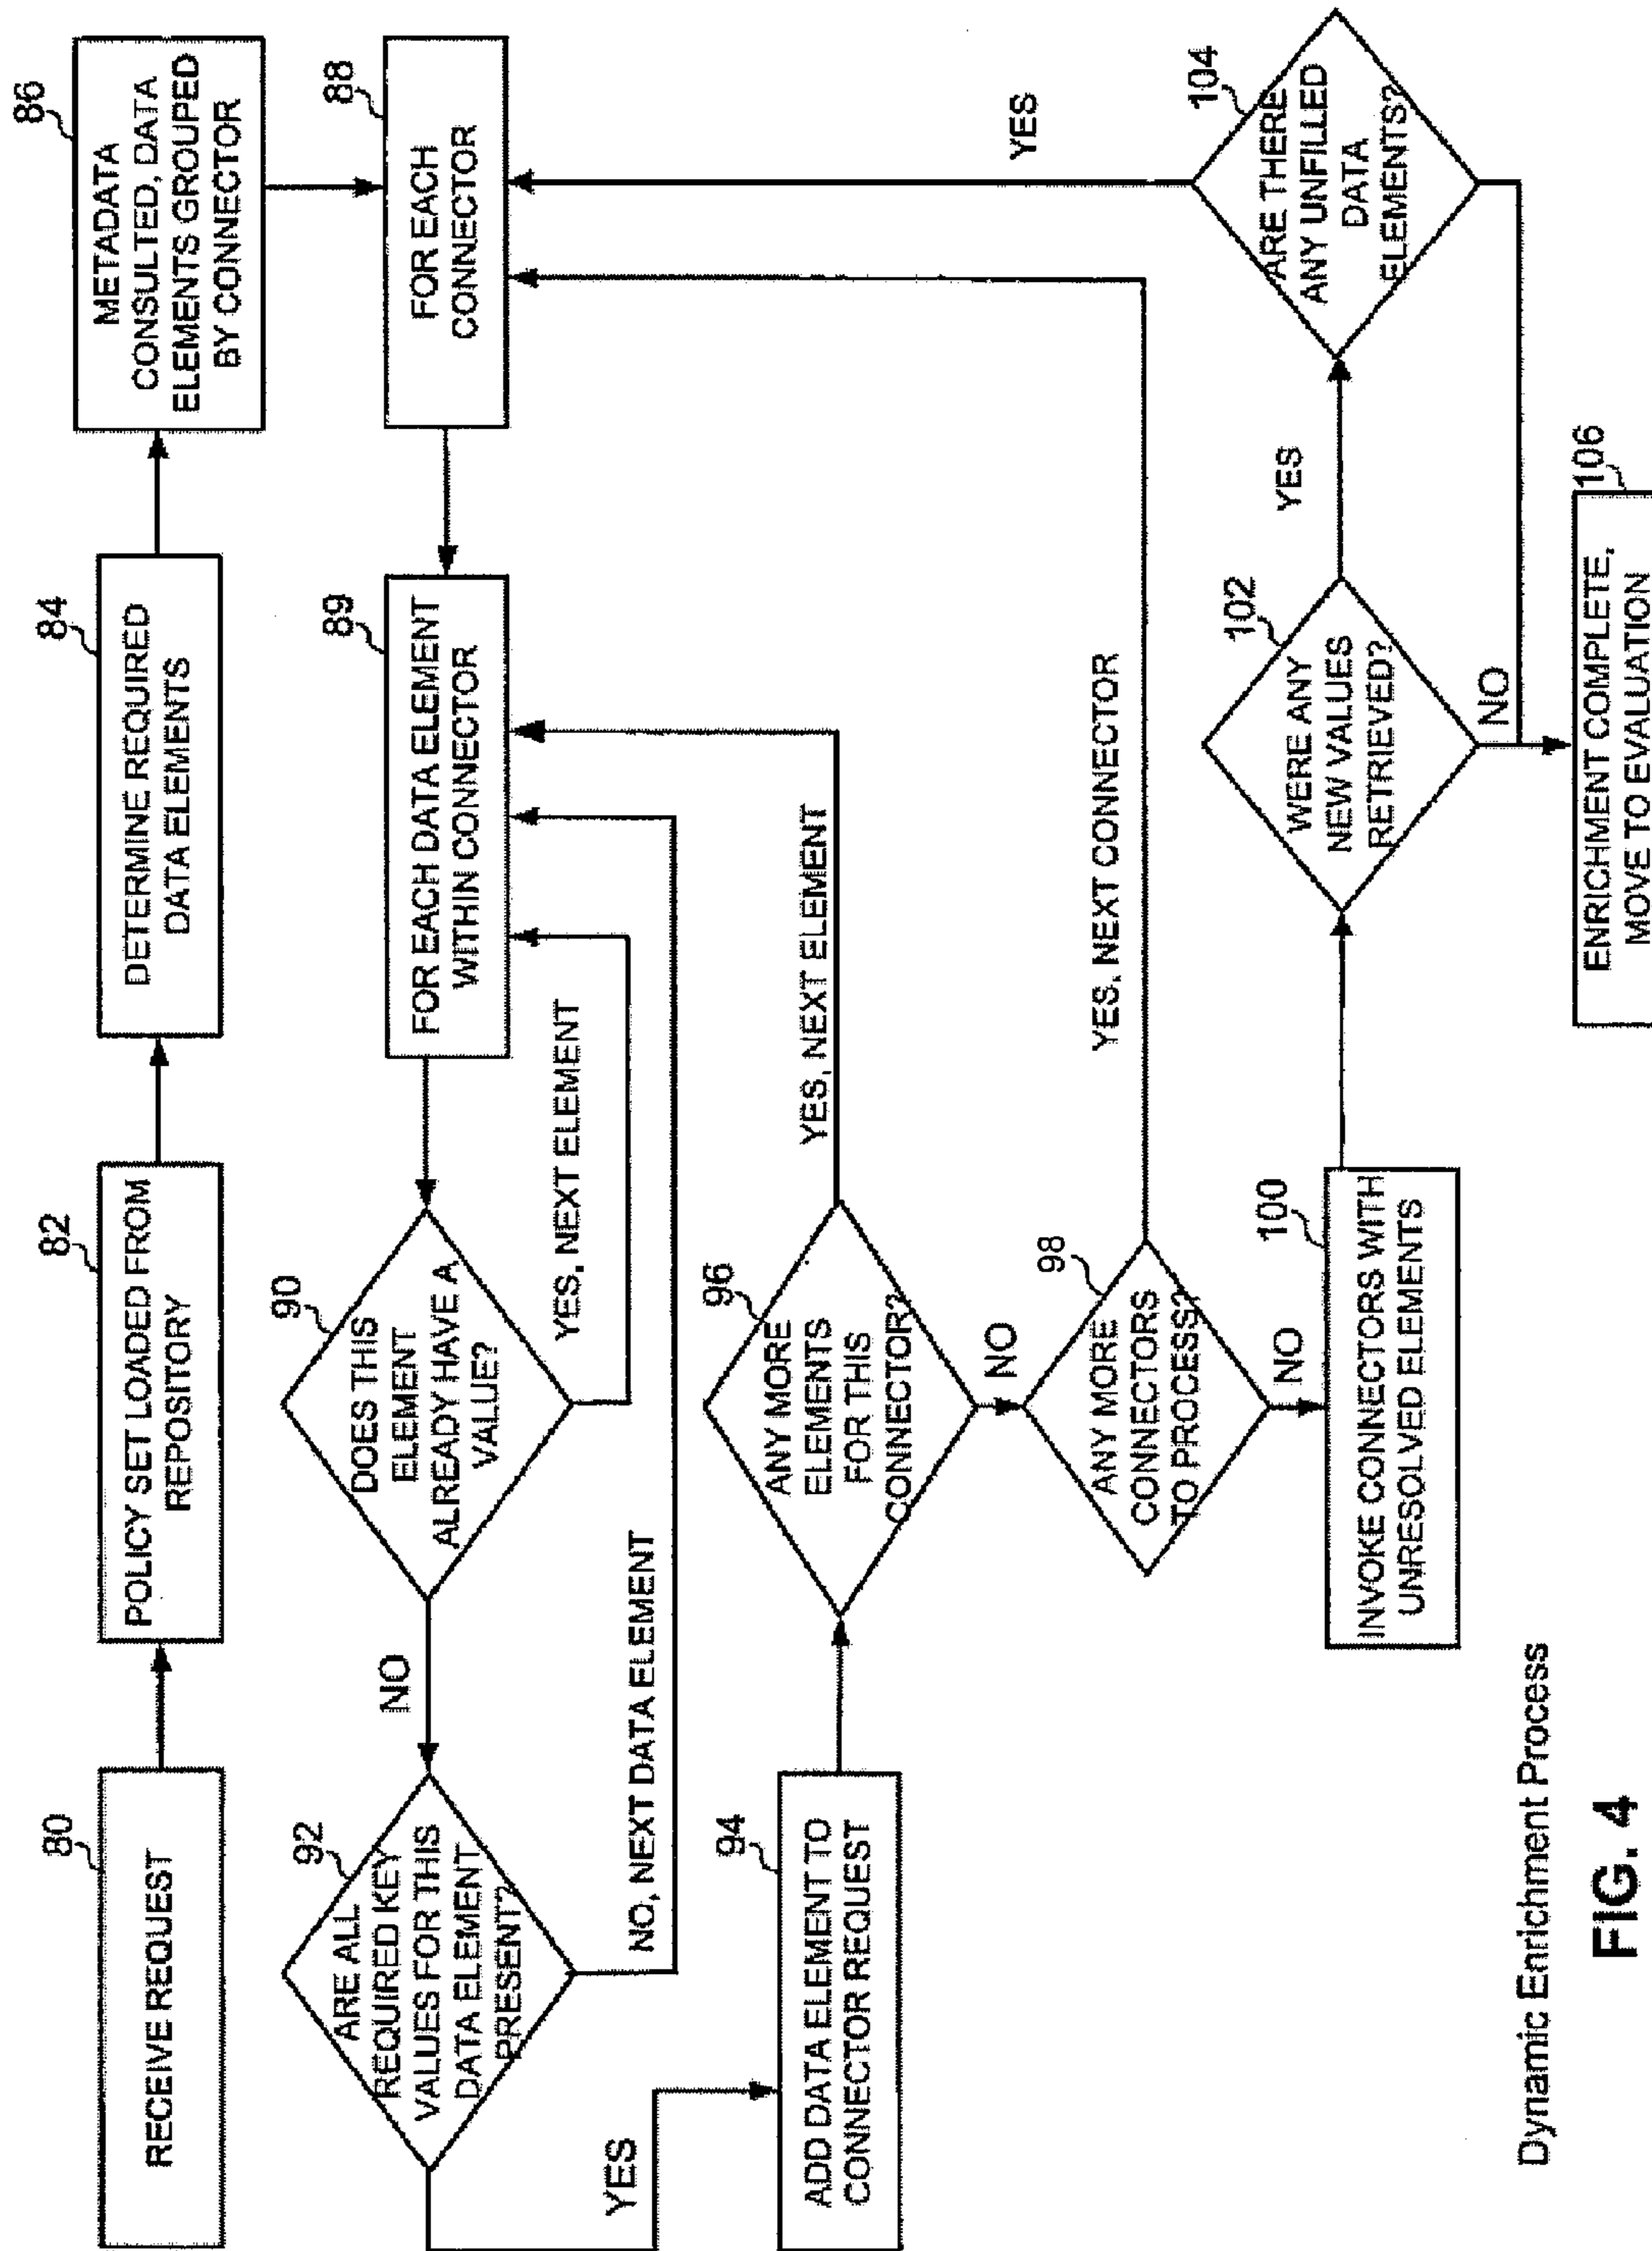 80
RECEIVE REQUEST
82
POLICY SET LOADED FROM
REPOSITORY
84
DETERMINE REQUIRED
DATA ELEMENTS
86
METADATA
CONSULTED, DATA
ELEMENTS GROUPED
BY CONNECTOR
88
FOR EACH
CONNECTOR
89
FOR EACH DATA ELEMENT
WITHIN CONNECTOR
90
DOES THIS
ELEMENT
ALREADY HAVE A
VALUE?
YES, NEXT ELEMENT
NO
92
ARE ALL
REQUIRED KEY
VALUES FOR THIS
DATA ELEMENT
PRESENT?
NO, NEXT DATA ELEMENT
YES
94
ADD DATA ELEMENT TO
CONNECTOR REQUEST
96
ANY MORE
ELEMENTS
FOR THIS
CONNECTOR?
YES, NEXT ELEMENT
NO
98
ANY MORE
CONNECTORS
TO PROCESS?
YES, NEXT CONNECTOR
NO
100
INVOKE CONNECTORS WITH
UNRESOLVED ELEMENTS
102
WERE ANY
NEW VALUES
RETRIEVED?
YES
NO
104
ARE THERE
ANY UNFILLED
DATA
ELEMENTS?
YES
106
ENRICHMENT COMPLETE,
MOVE TO EVALUATION
Dynamic Enrichment Process
FIG. 4